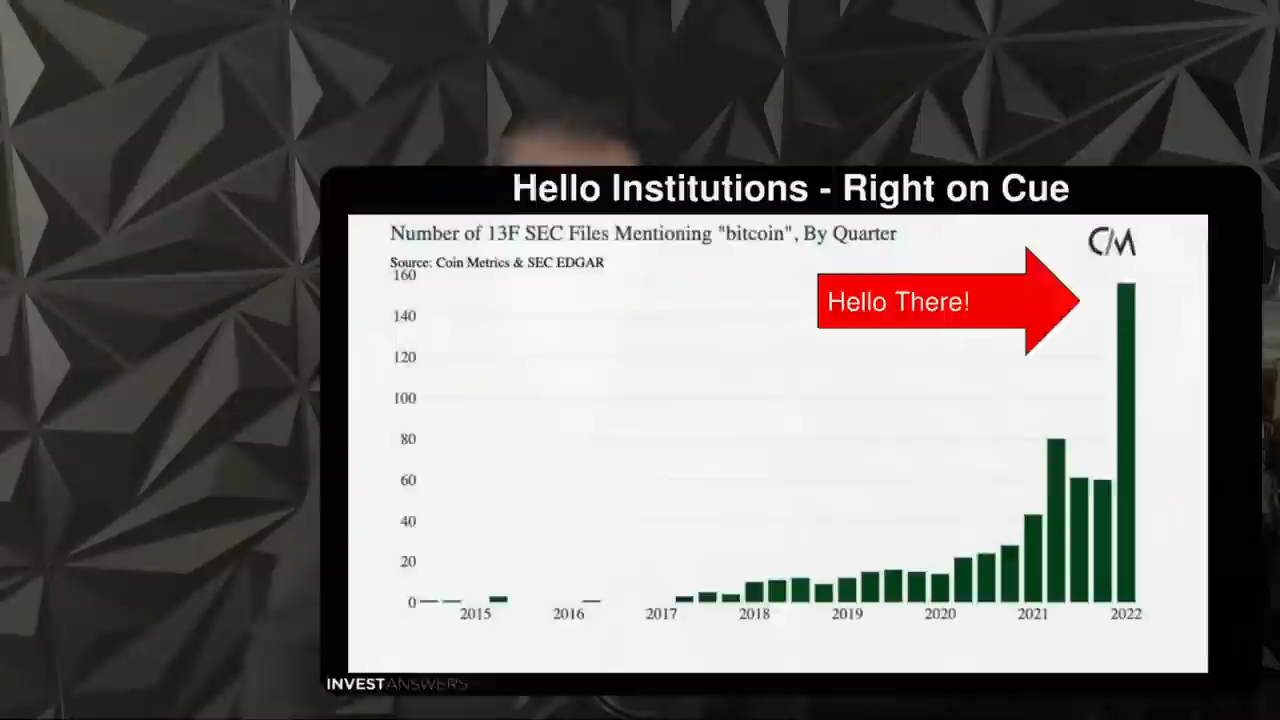 Hello Institutions - Right on Cue
Number of 13F SEC Files Mentioning "bitcoin", By Quarter
C/M
Source: Coin Metrics & SEC EDGAR
160
Hello There!
140
120
100
80
60
40
20
0
2015 2016 2017 2018 2019 2020 2021 2022
INVESTANSWERS